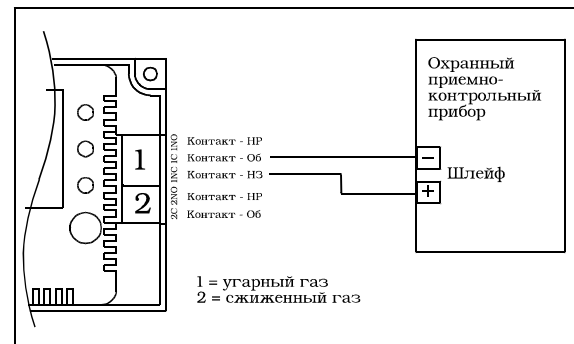 Охранный
приемно-
контрольный
прибор
1
2
2C 2NO 1NC 1C 1NO
Контакт - НР
Контакт - Об
Контакт - НЗ
Контакт - НР
Контакт - Об
−
+
Шлейф
1 = угарный газ
2 = сжиженный газ